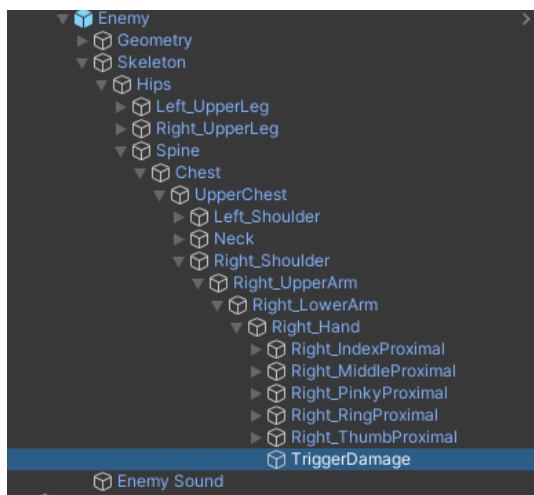 Enemy
Geometry
Skeleton
Hips
Left_UpperLeg
Right_UpperLeg
Spine
Chest
UpperChest
Left_Shoulder
Neck
Right_Shoulder
Right_UpperArm
Right_LowerArm
Right_Hand
Right_IndexProximal
Right_MiddleProximal
Right_PinkyProximal
Right_RingProximal
Right_ThumbProximal
TriggerDamage
Enemy Sound